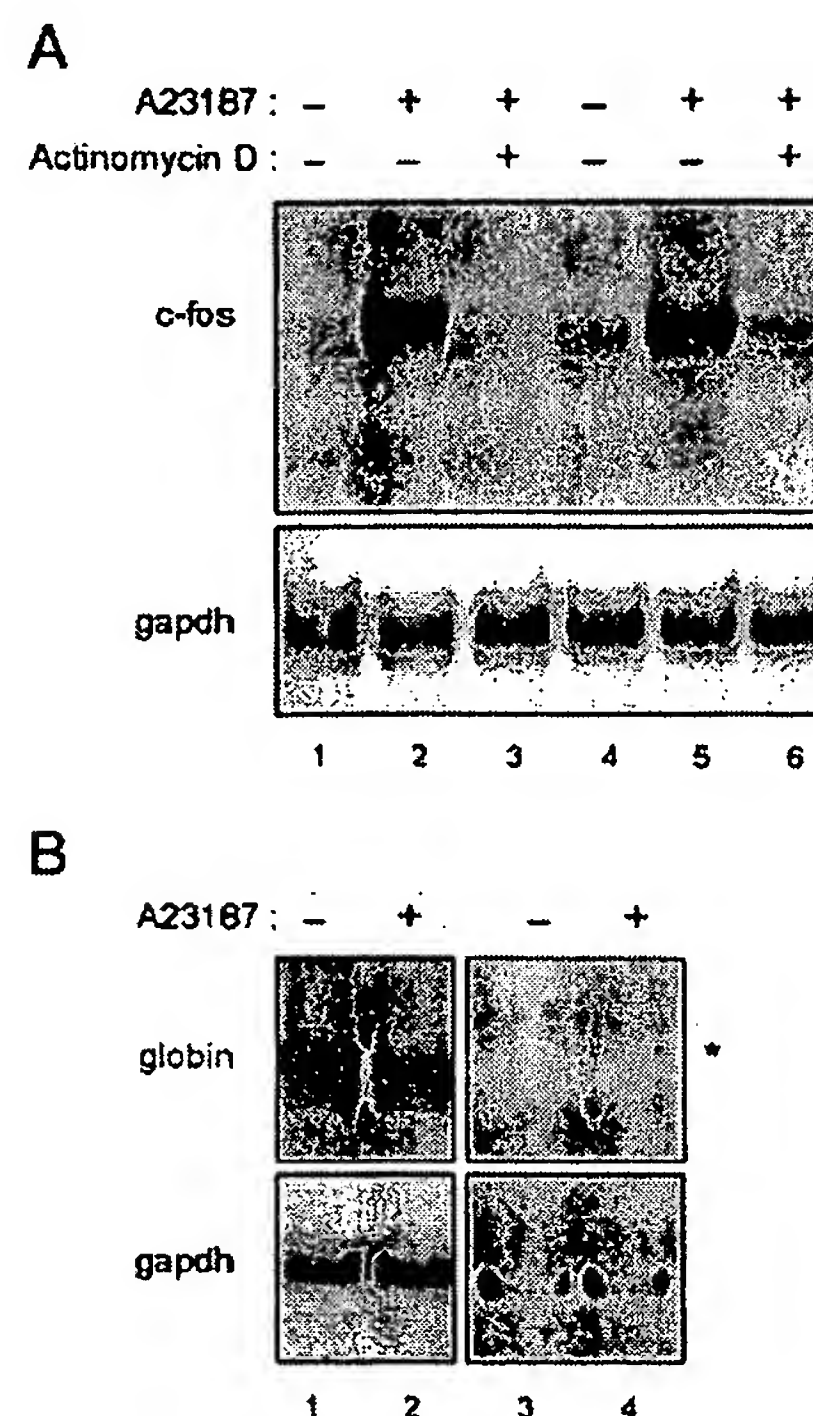 A
A23187 : – + + – + +
Actinomycin D : – – + – – +
c-fos
gapdh
1 2 3 4 5 6
B
A23187 : – + – +
globin
*
gapdh
1 2 3 4